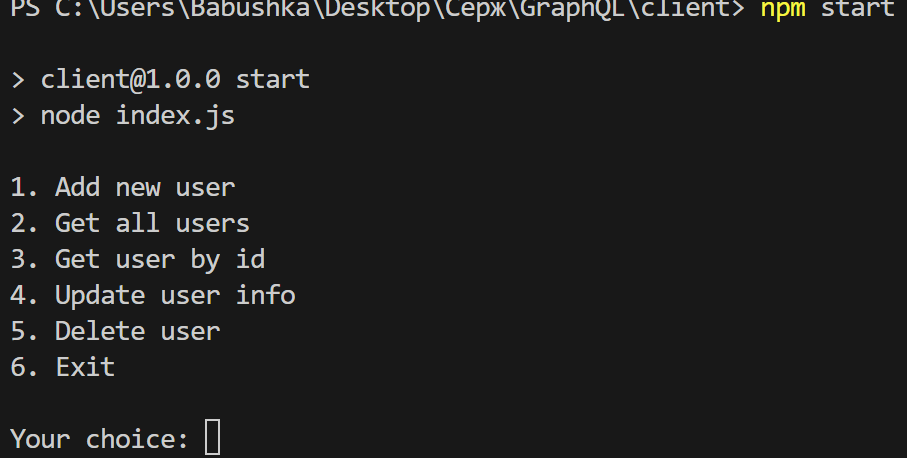 PS C:\Users\Babushka\Desktop\Серж\GraphQL\client> npm start
> client@1.0.0 start
> node index.js
1. Add new user
2. Get all users
3. Get user by id
4. Update user info
5. Delete user
6. Exit
Your choice: